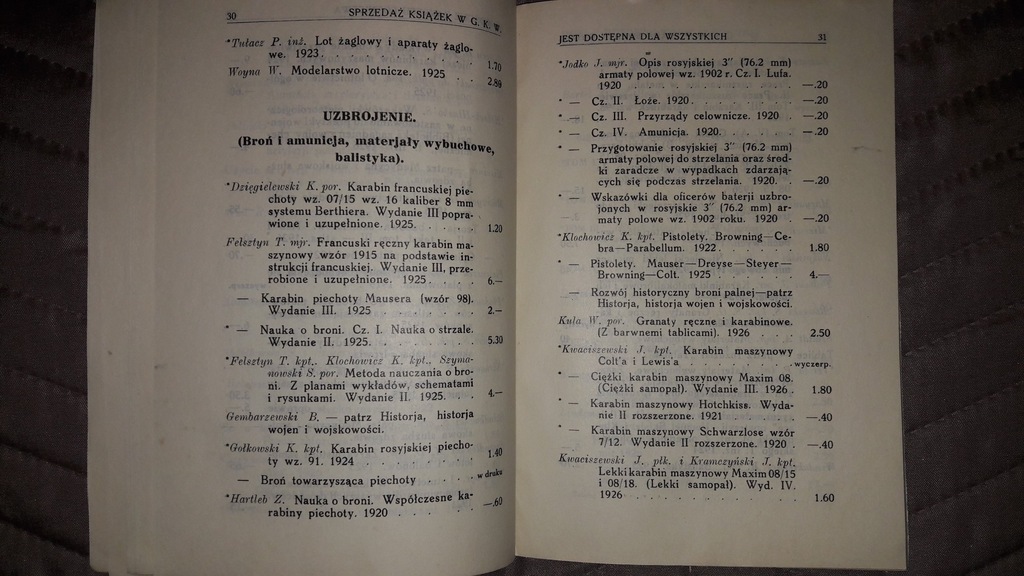 30 SPRZEDAŻ KSIĄŻEK W G. K. W.
*Tułacz P. inż. Lot żaglowy i aparaty żaglo-
we. 1923. . . . . . . . . . . 1.70
Woyna W. Modelarstwo lotnicze. 1925 . . 2.80
UZBROJENIE.
(Broń i amunicja, materjały wybuchowe,
balistyka).
*Dzięgielewski K. por. Karabin francuskiej pie-
choty wz. 07/15 wz. 16 kaliber 8 mm
systemu Berthiera. Wydanie III popra-
wione i uzupełnione. 1925. . . . . . 1.20
Felsztyn T. mjr. Francuski ręczny karabin ma-
szynowy wzór 1915 na podstawie in-
strukcji francuskiej. Wydanie III, prze-
robione i uzupełnione. 1925. . . . . 6.—
— Karabin piechoty Mausera (wzór 98).
Wydanie III. 1925 . . . . . . . . 2.—
* — Nauka o broni. Cz. I. Nauka o strzale.
Wydanie II. 1925. . . . . . . . . 5.30
*Felsztyn T. kpt., Klochowicz K. kpt., Szyma-
nowski S. por. Metoda nauczania o bro-
ni. Z planami wykładów, schematami
i rysunkami. Wydanie II. 1925. . . . 4.—
Gembarzewski B. — patrz Historja, historja
wojen i wojskowości.
*Gołkowski K. kpt. Karabin rosyjskiej piecho-
ty wz. 91. 1924 . . . . . . . . . 1.40
— Broń towarzysząca piechoty . . . . w druku
*Hartleb Z. Nauka o broni. Współczesne ka-
rabiny piechoty. 1920 . . . . . . . —.60
JEST DOSTĘPNA DLA WSZYSTKICH 31
*Jodko J. mjr. Opis rosyjskiej 3" (76.2 mm)
armaty polowej wz. 1902 r. Cz. I. Lufa.
1920 . . . . . . . . . . . . —.20
* — Cz. II. Łoże. 1920. . . . . . . . —.20
* — Cz. III. Przyrządy celownicze. 1920 . —.20
* — Cz. IV. Amunicja. 1920. . . . . . —.20
* — Przygotowanie rosyjskiej 3" (76.2 mm)
armaty polowej do strzelania oraz środ-
ki zaradcze w wypadkach zdarzają-
cych się podczas strzelania. 1920. . —.20
* — Wskazówki dla oficerów baterji uzbro-
jonych w rosyjskie 3" (76.2 mm) ar-
maty polowe wz. 1902 roku. 1920 . —.20
*Klochowicz K. kpt. Pistolety. Browning—Ce-
bra—Parabellum. 1922 . . . . . . 1.80
* — Pistolety. Mauser—Dreyse—Steyer—
Browning—Colt. 1925 . . . . . . 4.—
— Rozwój historyczny broni palnej—patrz
Historja, historja wojen i wojskowości.
Kula W. por. Granaty ręczne i karabinowe.
(Z barwnemi tablicami). 1926 . . . . 2.50
*Kwaciszewski J. kpt. Karabin maszynowy
Colt'a i Lewis'a . . . . . . . . . wyczerp.
* — Ciężki karabin maszynowy Maxim 08.
(Ciężki samopał). Wydanie III. 1926 . 1.80
* — Karabin maszynowy Hotchkiss. Wyda-
nie II rozszerzone. 1921 . . . . . —.40
* — Karabin maszynowy Schwarzlose wzór
7/12. Wydanie II rozszerzone. 1920 . —.40
Kwaciszewski J. płk. i Kramczyński J. kpt.
Lekki karabin maszynowy Maxim 08/15
i 08/18. (Lekki samopał). Wyd. IV.
1926 . . . . . . . . . . . . 1.60